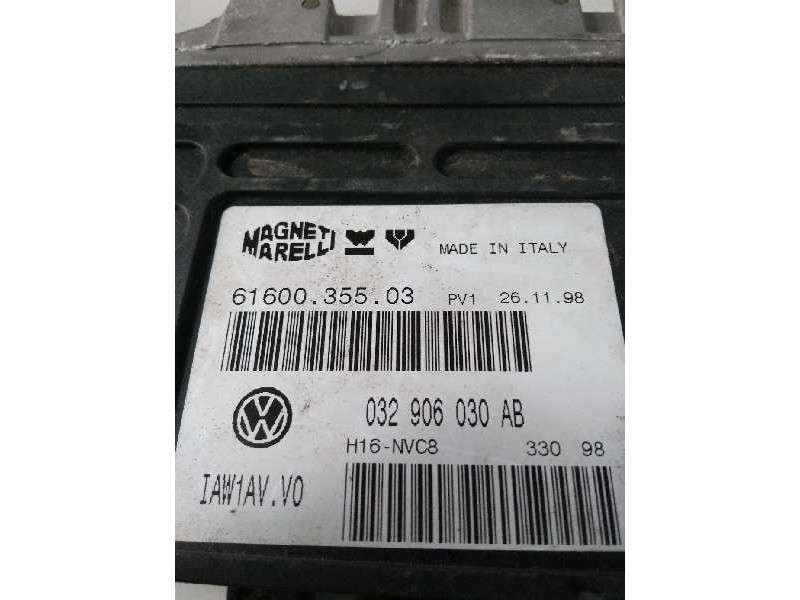 MAGNETI MARELLI MADE IN ITALY
61600.355.03 PV1 26.11.98
032 906 030 AB
H16-NVC8 330 98
IAW1AV.V0